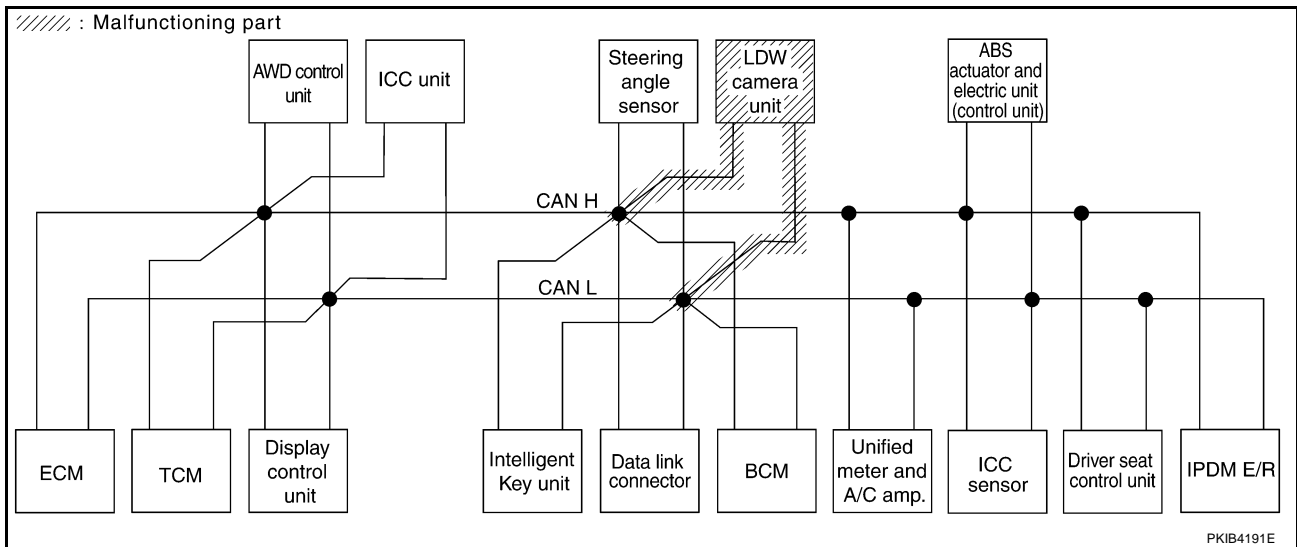 : Malfunctioning part
AWD control
unit
ICC unit
Steering
angle
sensor
LDW
camera
unit
ABS
actuator and
electric unit
(control unit)
CAN H
CAN L
ECM
TCM
Display
control
unit
Intelligent
Key unit
Data link
connector
BCM
Unified
meter and
A/C amp.
ICC
sensor
Driver seat
control unit
IPDM E/R
PKIB4191E